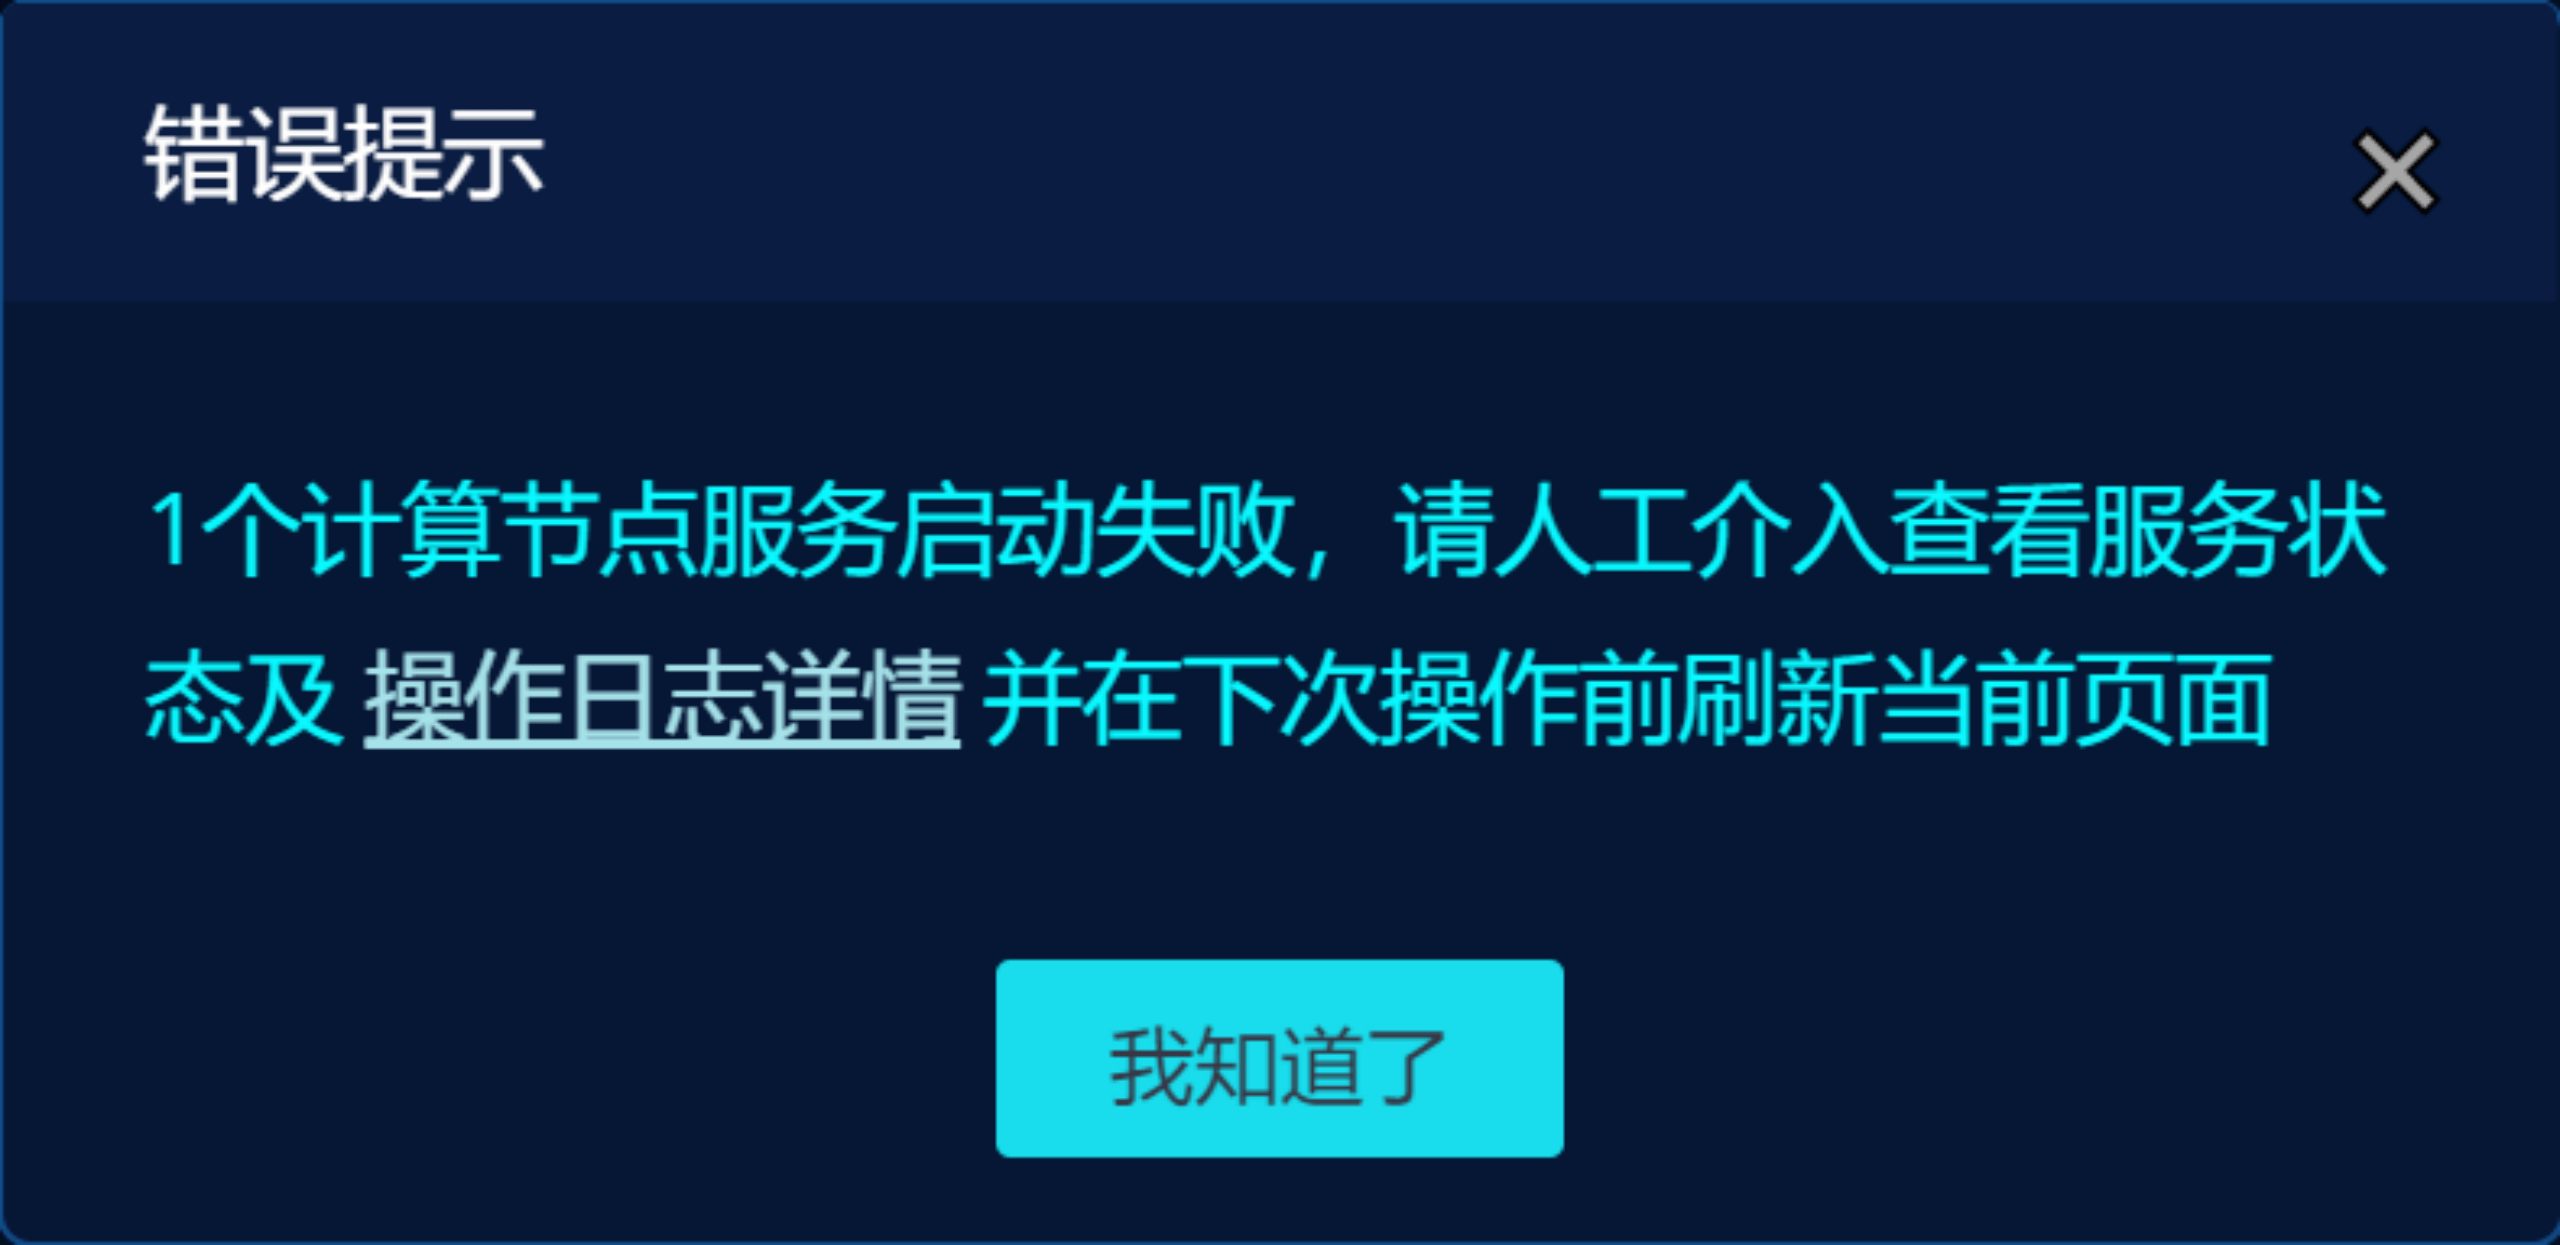 错误提示
1个计算节点服务启动失败，请人工介入查看服务状
态及 操作日志详情 并在下次操作前刷新当前页面
我知道了